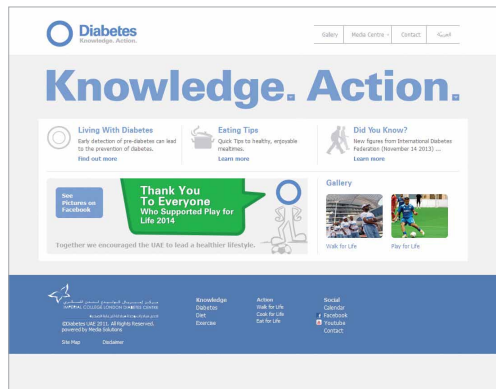 Diabetes
Knowledge. Action.
Gallery
Media Centre
Contact
العربية
Knowledge. Action.
Living With Diabetes
Early detection of pre-diabetes can lead
to the prevention of diabetes.
Find out more
Eating Tips
Quick Tips to healthy, enjoyable
mealtimes.
Learn more
Did You Know?
New figures from International Diabetes
Federation (November 14 2013) ...
Learn more
See
Pictures on
Facebook
Thank You
To Everyone
Who Supported Play for
Life 2014
Together we encouraged the UAE to lead a healthier lifestyle.
Gallery
Walk for Life
Play for Life
IMPERIAL COLLEGE LONDON DIABETES CENTRE
©Diabetes UAE 2011. All Rights Reserved.
powered by Media Solutions
Site Map
Disclaimer
Knowledge
Diabetes
Diet
Exercise
Action
Walk for Life
Cook for Life
Eat for Life
Social
Calendar
Facebook
Youtube
Contact